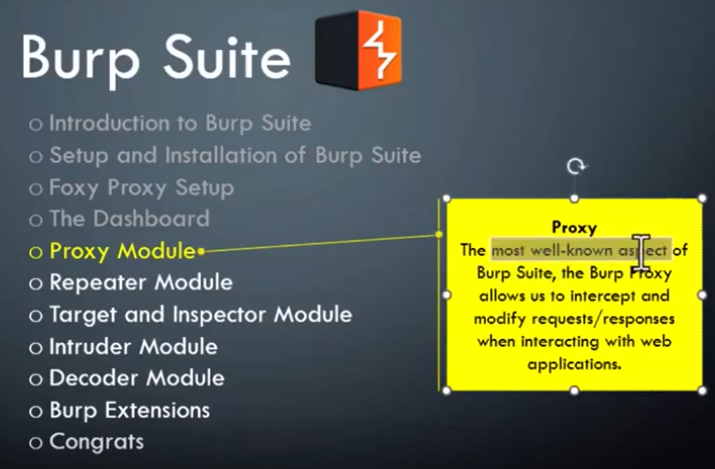 Burp Suite
Introduction to Burp Suite
Setup and Installation of Burp Suite
Foxy Proxy Setup
The Dashboard
Proxy Module
Repeater Module
Target and Inspector Module
Intruder Module
Decoder Module
Burp Extensions
Congrats
Proxy
The most well-known aspect of
Burp Suite, the Burp Proxy
allows us to intercept and
modify requests/responses
when interacting with web
applications.